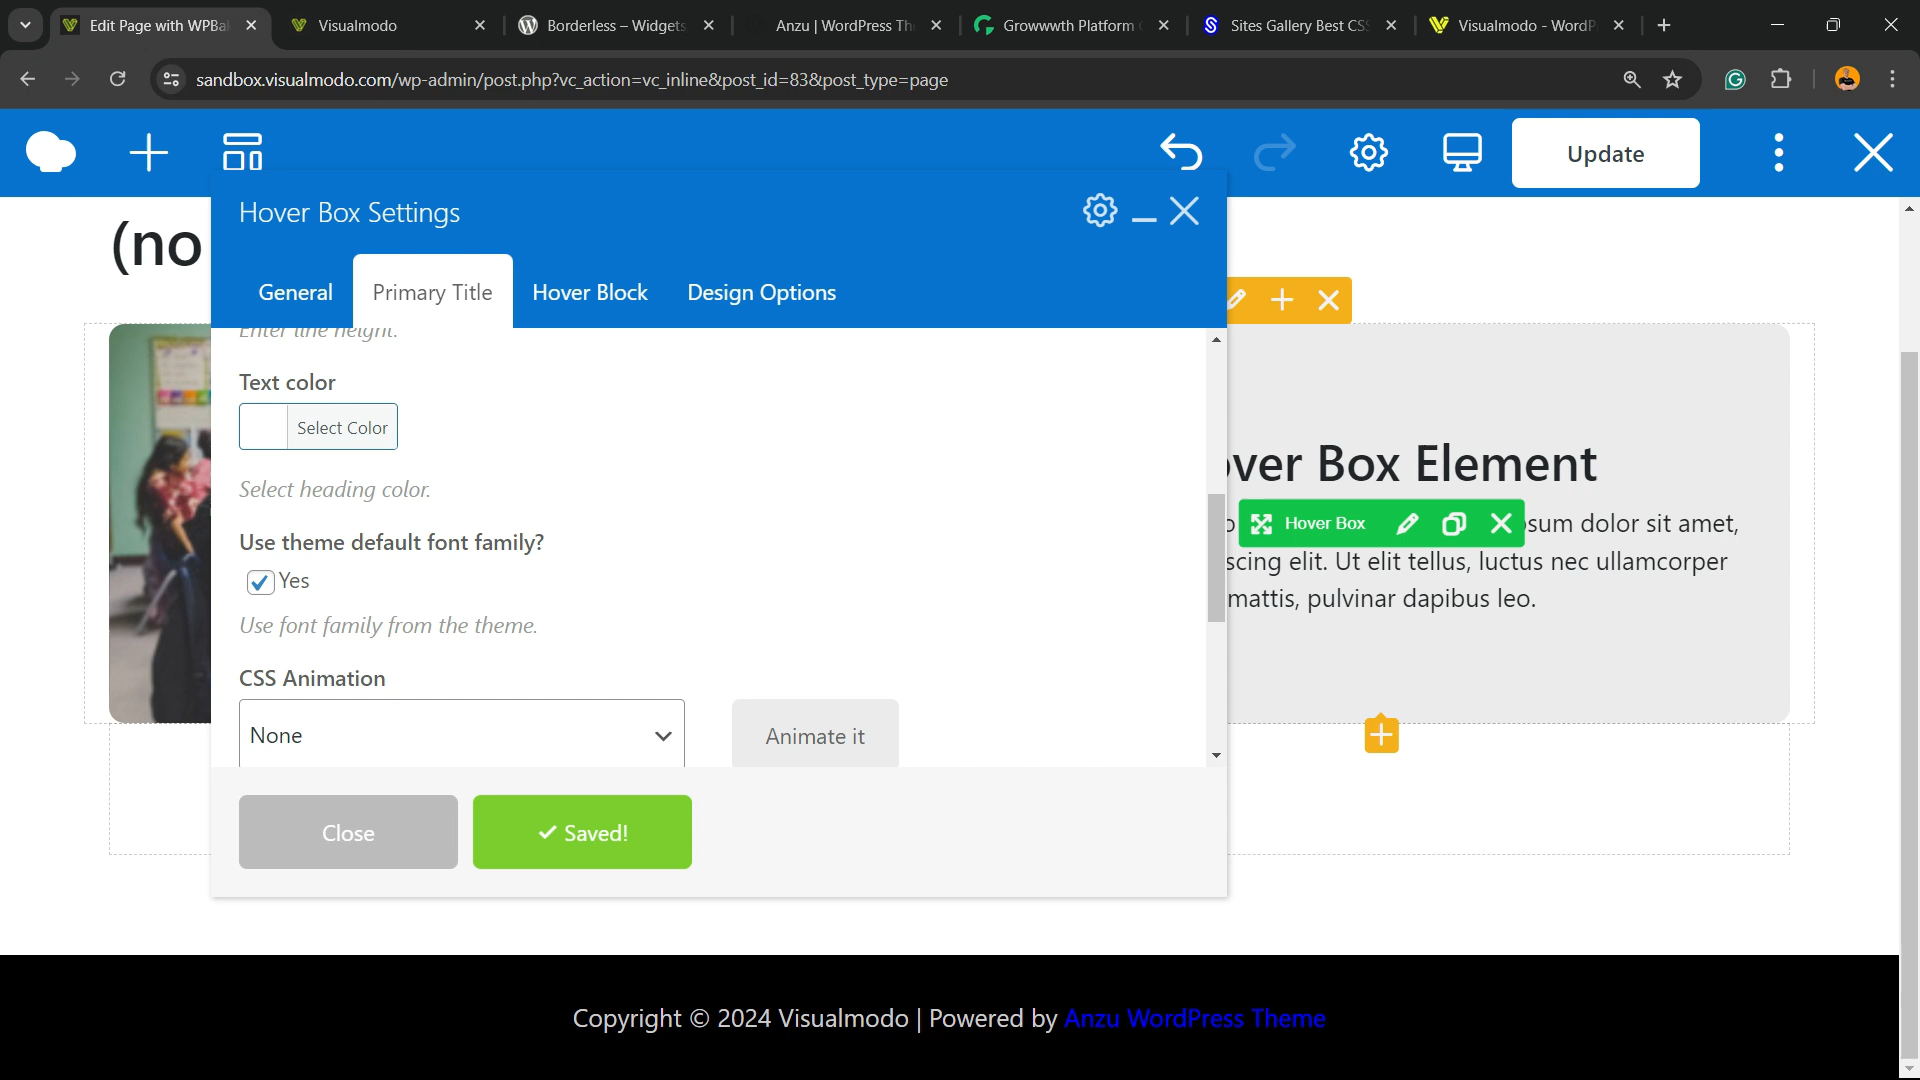 Edit Page with WPBa
Visualmodo
Borderless – Widgets
Anzu | WordPress Th
Growwwth Platform
Sites Gallery Best CS
Visualmodo - WordP
sandbox.visualmodo.com/wp-admin/post.php?vc_action=vc_inline&post_id=83&post_type=page
Update
Hover Box Settings
(no
General
Primary Title
Hover Block
Design Options
Enter line height.
Text color
Select Color
Select heading color.
Use theme default font family?
Yes
Use font family from the theme.
CSS Animation
None
Animate it
Close
Saved!
ver Box Element
Hover Box
sum dolor sit amet,
scing elit. Ut elit tellus, luctus nec ullamcorper
mattis, pulvinar dapibus leo.
Copyright © 2024 Visualmodo | Powered by Anzu WordPress Theme